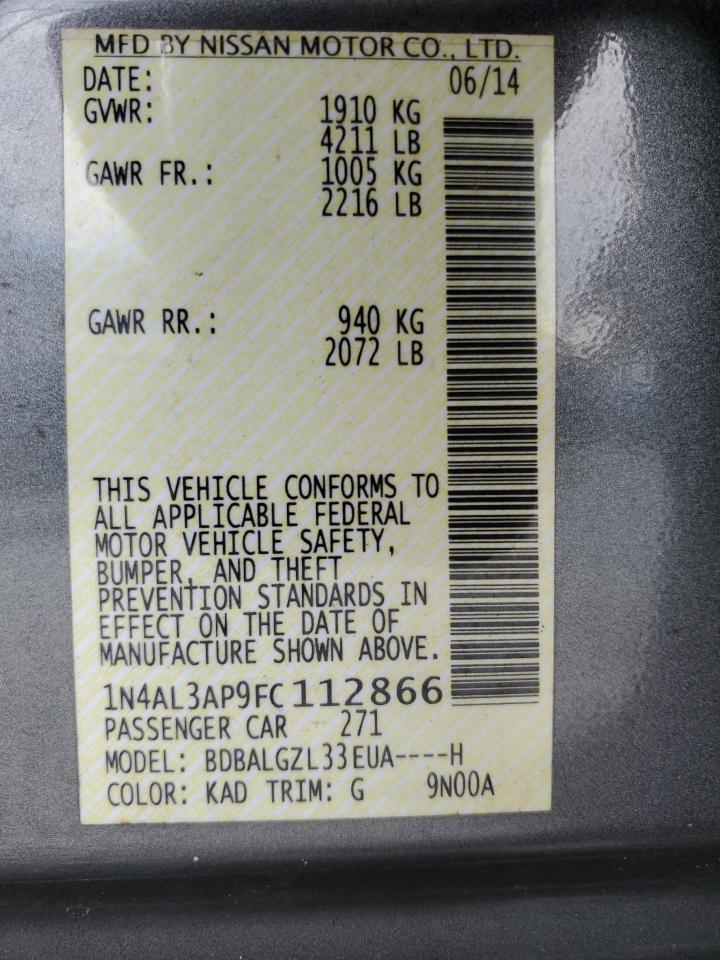 MFD BY NISSAN MOTOR CO., LTD.
DATE: 06/14
GVWR: 1910 KG
4211 LB
GAWR FR.: 1005 KG
2216 LB
GAWR RR.: 940 KG
2072 LB
THIS VEHICLE CONFORMS TO
ALL APPLICABLE FEDERAL
MOTOR VEHICLE SAFETY,
BUMPER, AND THEFT
PREVENTION STANDARDS IN
EFFECT ON THE DATE OF
MANUFACTURE SHOWN ABOVE.
1N4AL3AP9FC112866
PASSENGER CAR 271
MODEL: BDBALGZL33EUA----H
COLOR: KAD TRIM: G 9N00A